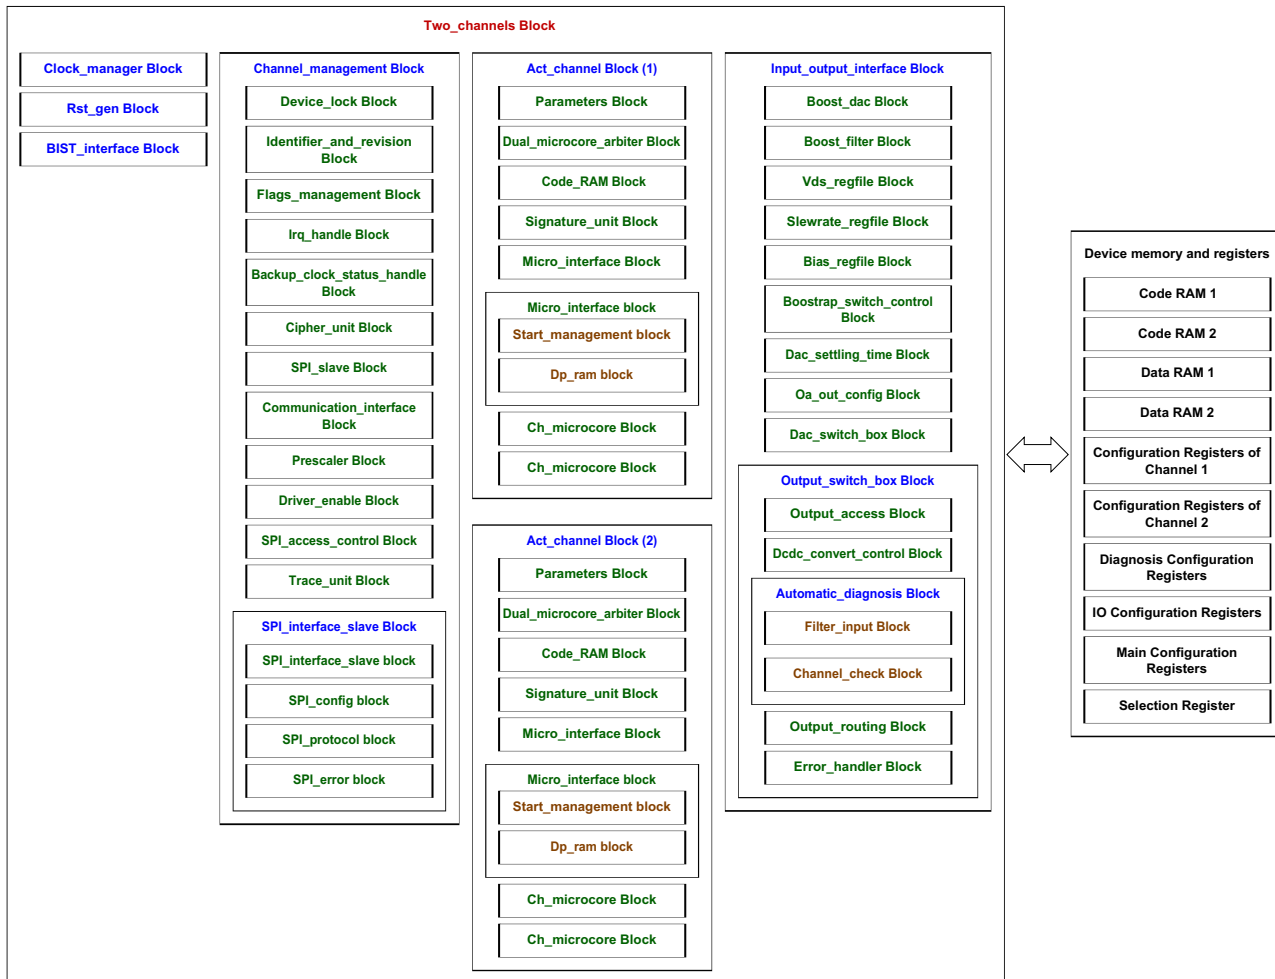 Two_channels Block
Clock_manager Block
Rst_gen Block
BIST_interface Block
Channel_management Block
Device_lock Block
Identifier_and_revision
Block
Flags_management Block
Irq_handle Block
Backup_clock_status_handle
Block
Cipher_unit Block
SPI_slave Block
Communication_interface
Block
Prescaler Block
Driver_enable Block
SPI_access_control Block
Trace_unit Block
SPI_interface_slave Block
SPI_interface_slave block
SPI_config block
SPI_protocol block
SPI_error block
Act_channel Block (1)
Parameters Block
Dual_microcore_arbiter Block
Code_RAM Block
Signature_unit Block
Micro_interface Block
Micro_interface block
Start_management block
Dp_ram block
Ch_microcore Block
Ch_microcore Block
Act_channel Block (2)
Parameters Block
Dual_microcore_arbiter Block
Code_RAM Block
Signature_unit Block
Micro_interface Block
Micro_interface block
Start_management block
Dp_ram block
Ch_microcore Block
Ch_microcore Block
Input_output_interface Block
Boost_dac Block
Boost_filter Block
Vds_regfile Block
Slewrate_regfile Block
Bias_regfile Block
Boostrap_switch_control
Block
Dac_settling_time Block
Oa_out_config Block
Dac_switch_box Block
Output_switch_box Block
Output_access Block
Dcdc_convert_control Block
Automatic_diagnosis Block
Filter_input Block
Channel_check Block
Output_routing Block
Error_handler Block
Device memory and registers
Code RAM 1
Code RAM 2
Data RAM 1
Data RAM 2
Configuration Registers of
Channel 1
Configuration Registers of
Channel 2
Diagnosis Configuration
Registers
IO Configuration Registers
Main Configuration
Registers
Selection Register